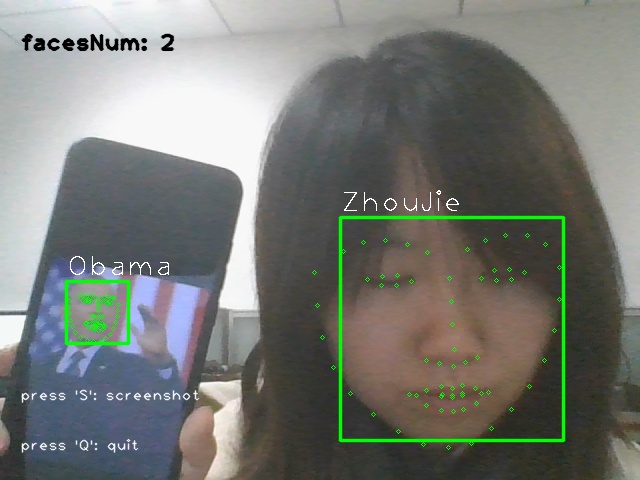 facesNum: 2
ZhouJie
Obama
press 'S': screenshot
press 'Q': quit